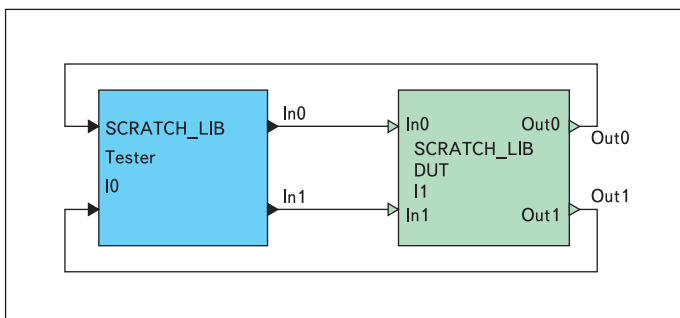 SCRATCH_LIB
Tester
I0
In0
In1
In0
Out0
SCRATCH_LIB
DUT
I1
In1
Out1
Out0
Out1